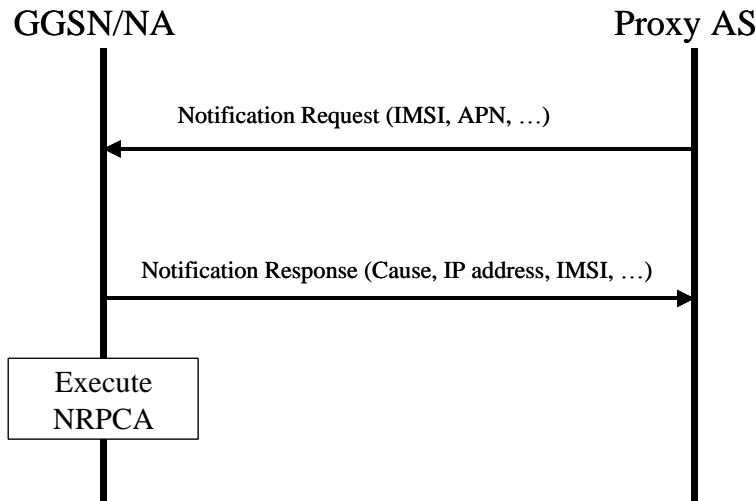 GGSN/NA
Proxy AS
Notification Request (IMSI, APN, …)
Notification Response (Cause, IP address, IMSI, …)
Execute
NRPCA